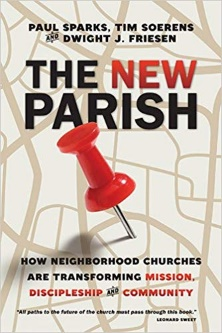 PAUL SPARKS, TIM SOERENS
AND DWIGHT J. FRIESEN
THE NEW
PARISH
HOW NEIGHBORHOOD CHURCHES
ARE TRANSFORMING MISSION,
DISCIPLESHIP AND COMMUNITY
"All paths to the future of the church must pass through this book."
LEONARD SWEET